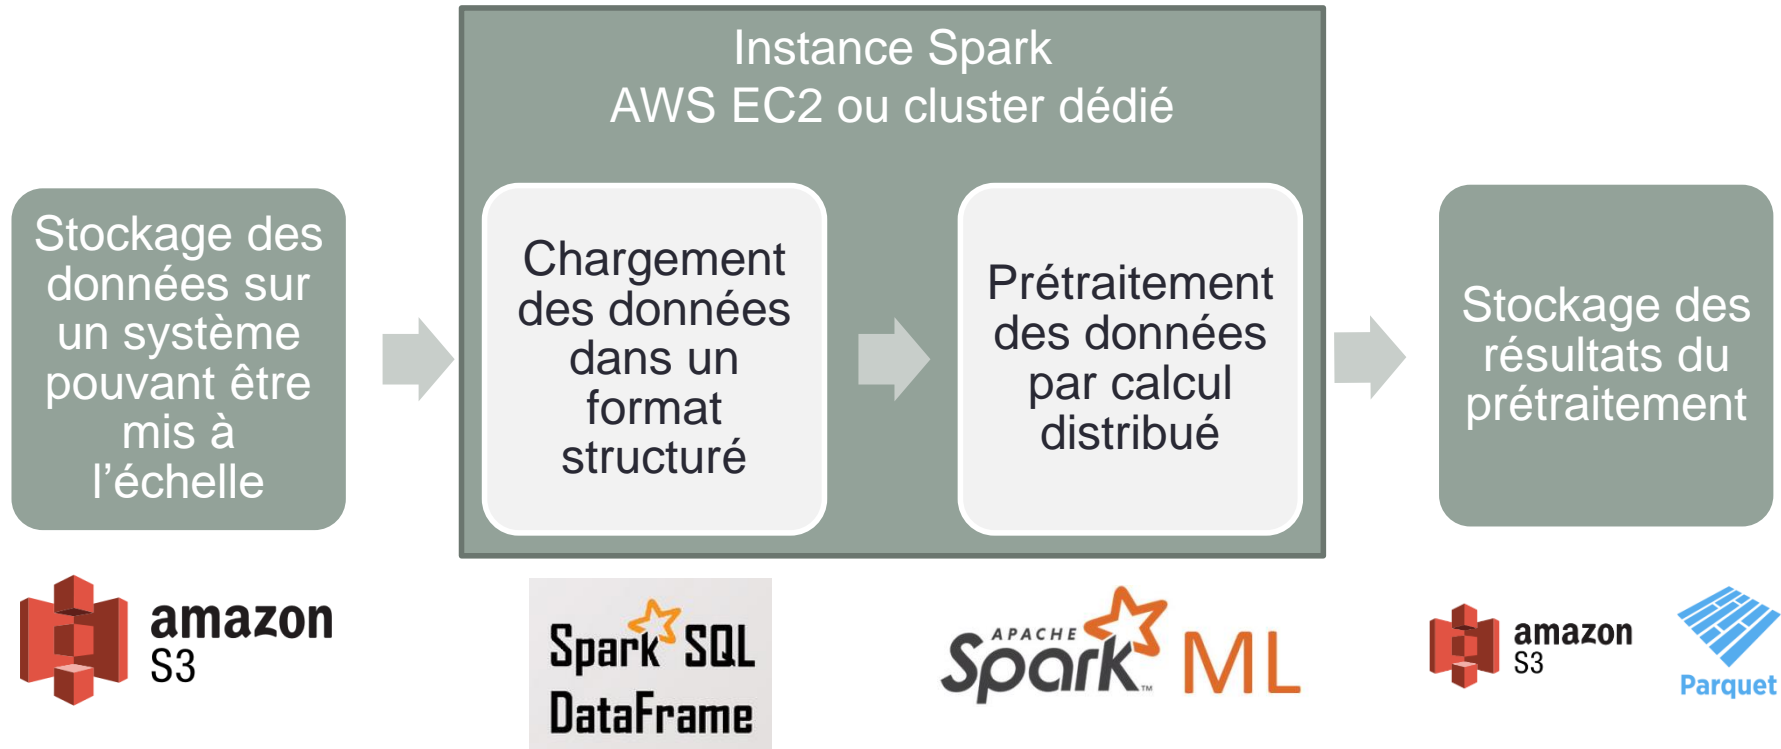 Instance Spark
AWS EC2 ou cluster dédié
Stockage des
données sur
un système
pouvant être
mis à
l’échelle
Chargement
des données
dans un
format
structuré
Prétraitement
des données
par calcul
distribué
Stockage des
résultats du
prétraitement
amazon
S3
Spark SQL
DataFrame
APACHE
Spark™ ML
amazon
S3
Parquet